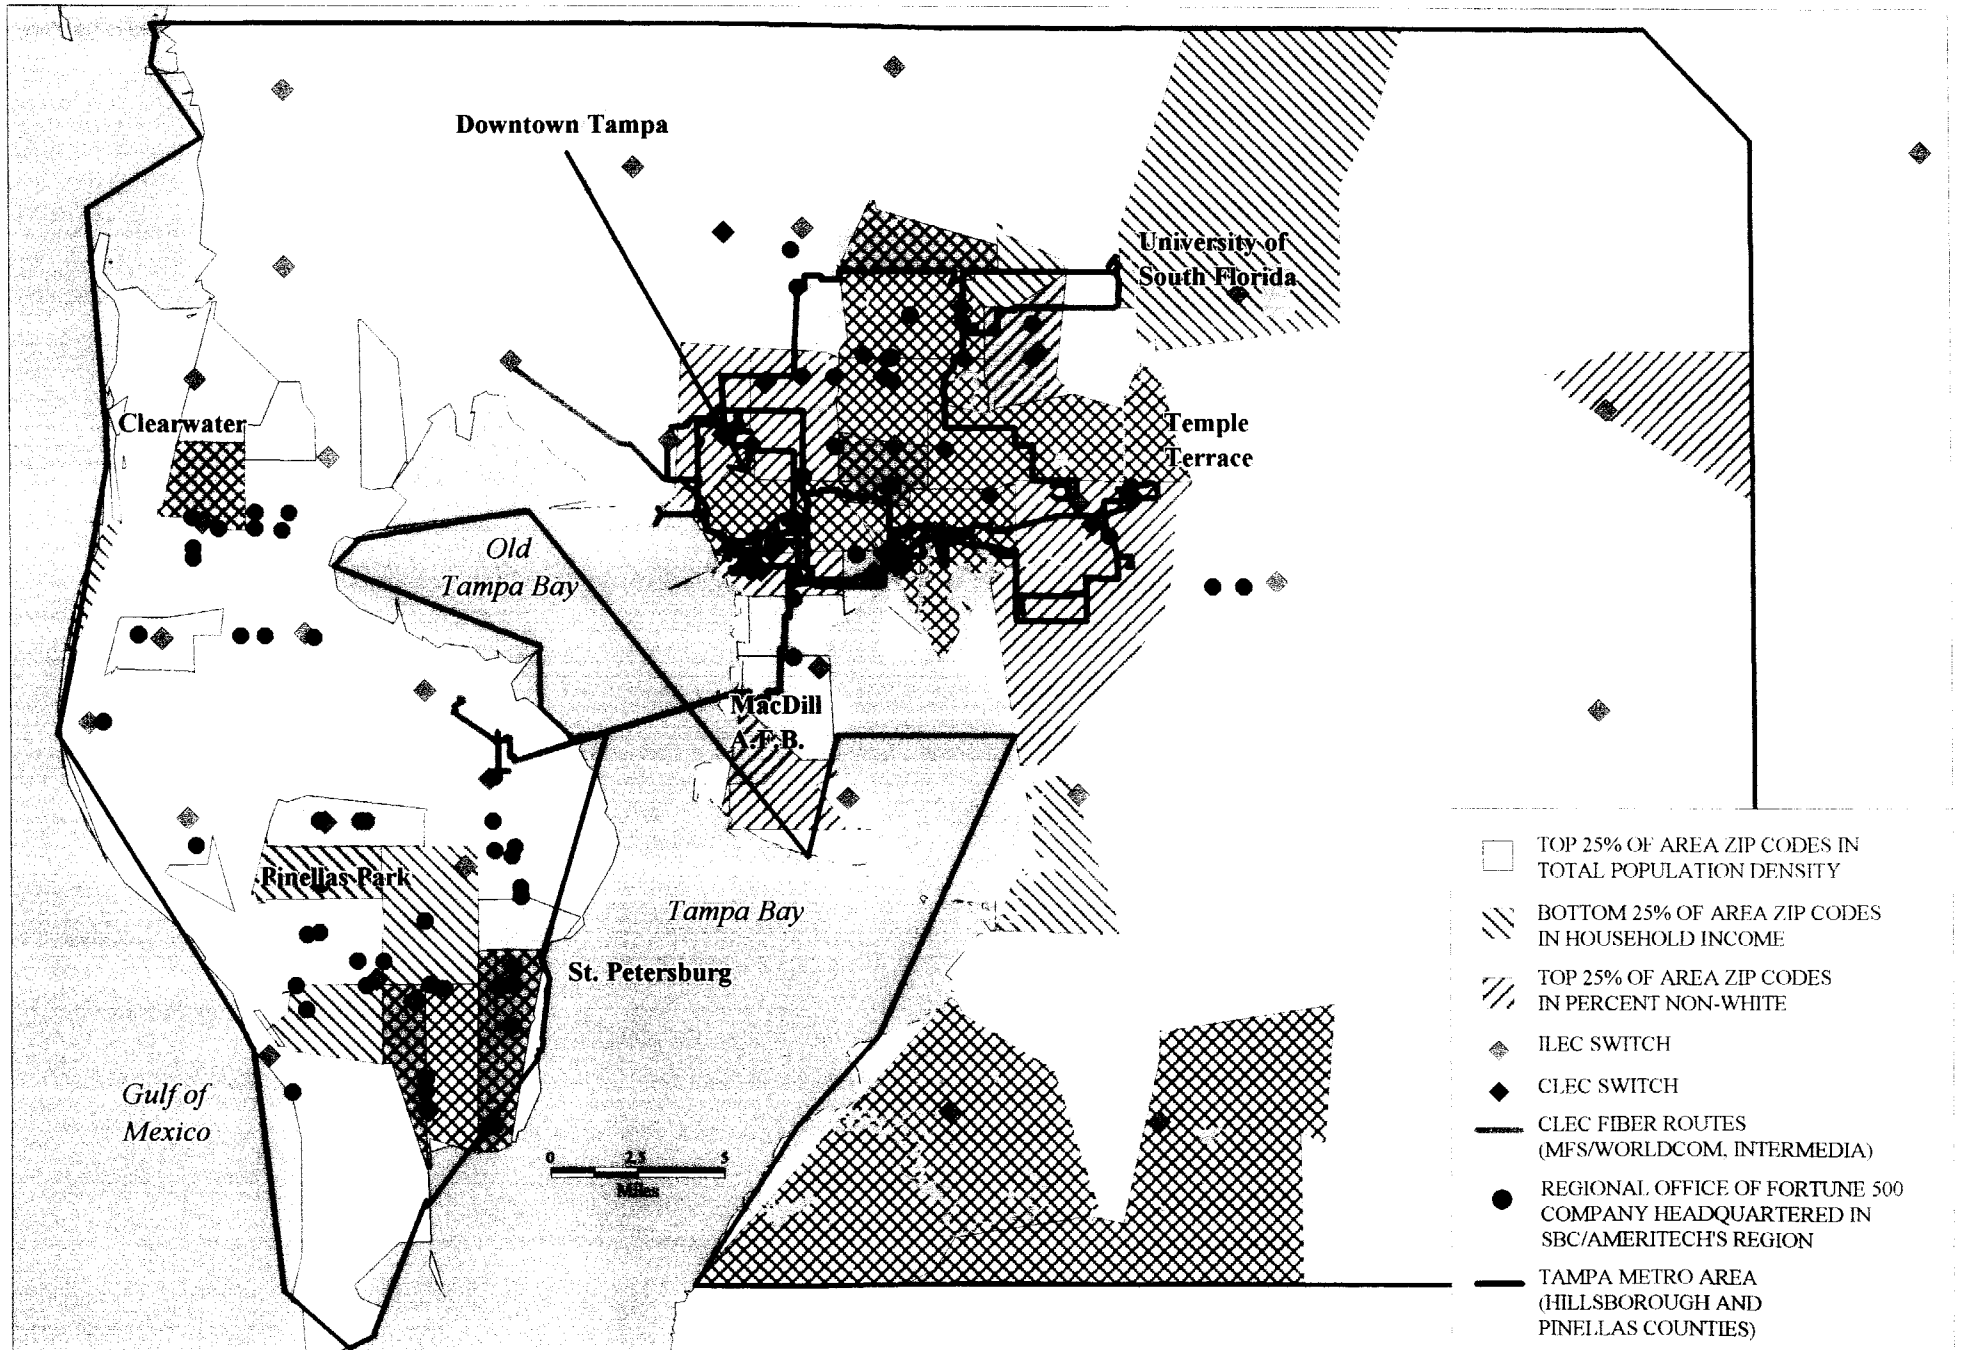 Downtown Tampa
University of
South Florida
Clearwater
Temple
Terrace
Old
Tampa Bay
MacDill
A.F.B.
Pinellas Park
Tampa Bay
St. Petersburg
Gulf of
Mexico
0 2.5 5
Miles
TOP 25% OF AREA ZIP CODES IN
TOTAL POPULATION DENSITY
BOTTOM 25% OF AREA ZIP CODES
IN HOUSEHOLD INCOME
TOP 25% OF AREA ZIP CODES
IN PERCENT NON-WHITE
ILEC SWITCH
CLEC SWITCH
CLEC FIBER ROUTES
(MFS/WORLDCOM, INTERMEDIA)
REGIONAL OFFICE OF FORTUNE 500
COMPANY HEADQUARTERED IN
SBC/AMERITECH'S REGION
TAMPA METRO AREA
(HILLSBOROUGH AND
PINELLAS COUNTIES)